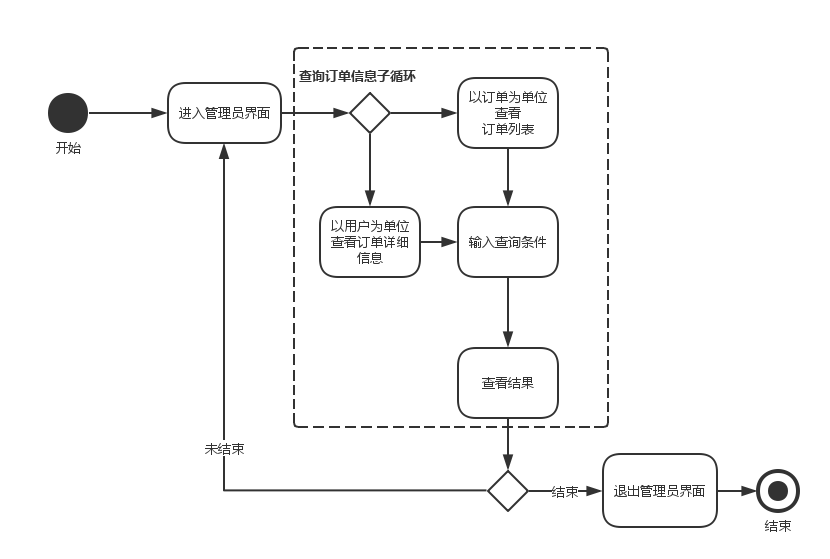 查询订单信息子循环
开始
进入管理员界面
以订单为单位
查看
订单列表
以用户为单位
查看订单详细
信息
输入查询条件
查看结果
未结束
结束
退出管理员界面
结束